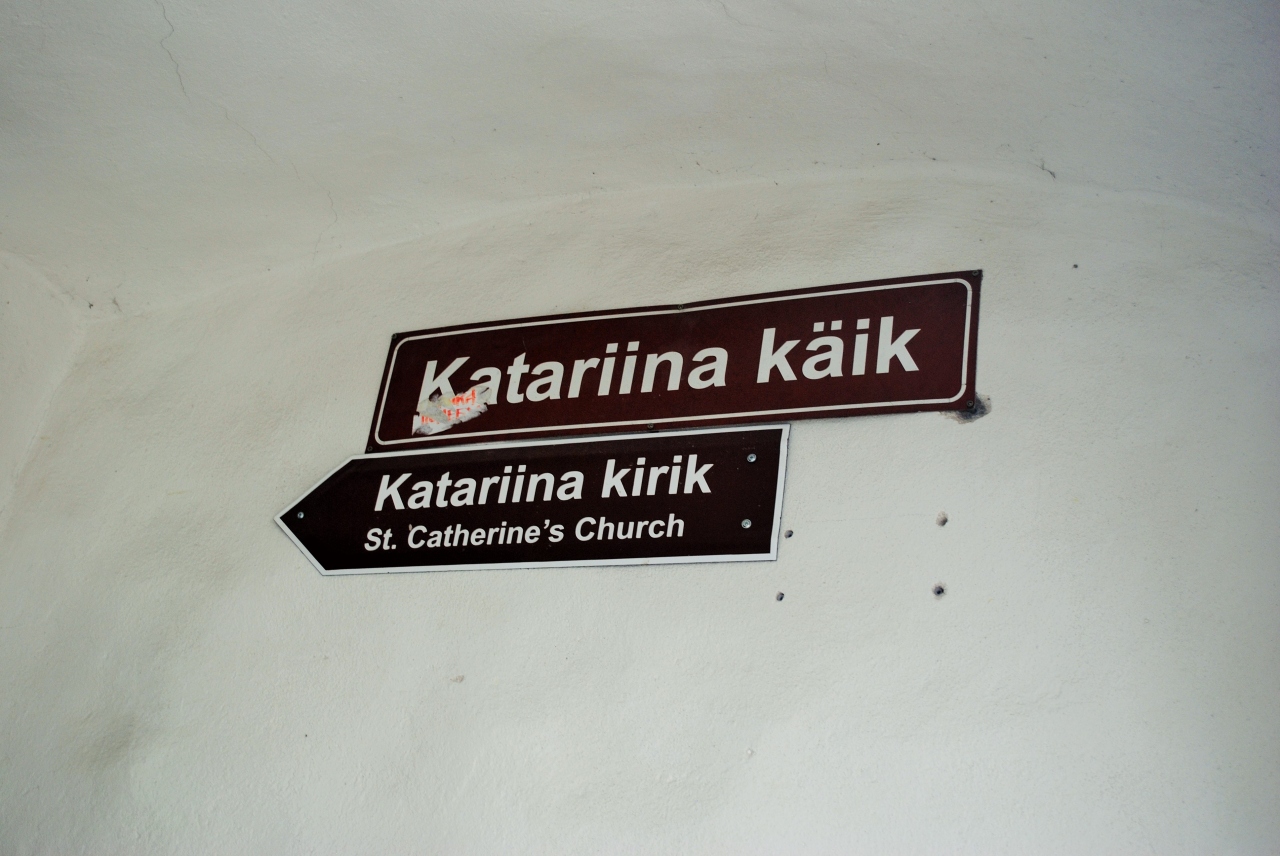 Katariina käik
Katariina kirik
St. Catherine's Church